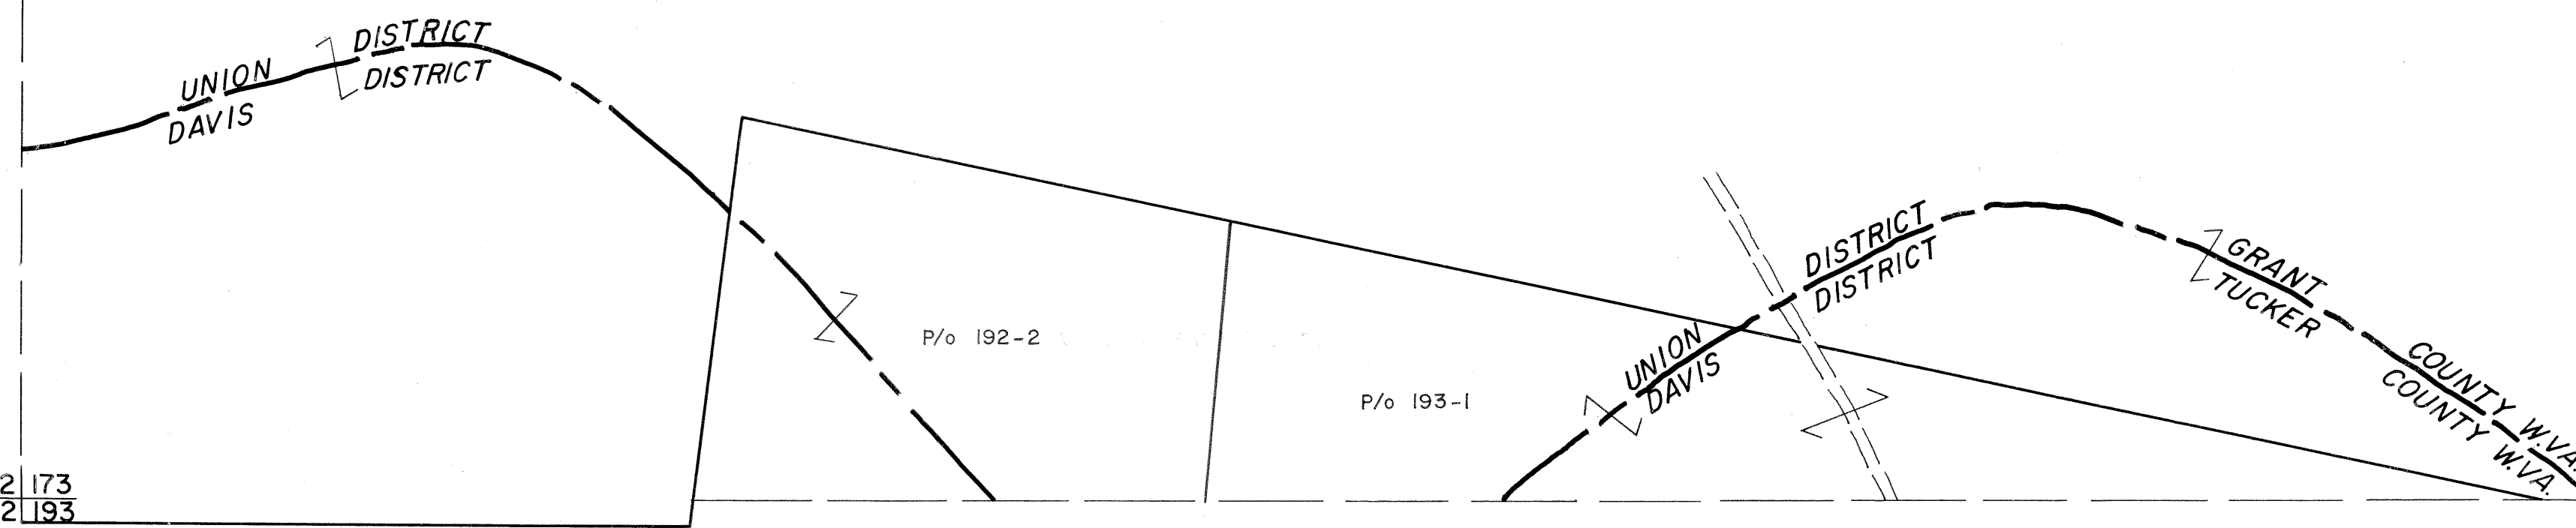 UNION DISTRICT
DAVIS DISTRICT
P/o 192-2
P/o 193-1
UNION DISTRICT
DAVIS DISTRICT
GRANT COUNTY W.VA.
TUCKER COUNTY W.VA.
2 173
2 193